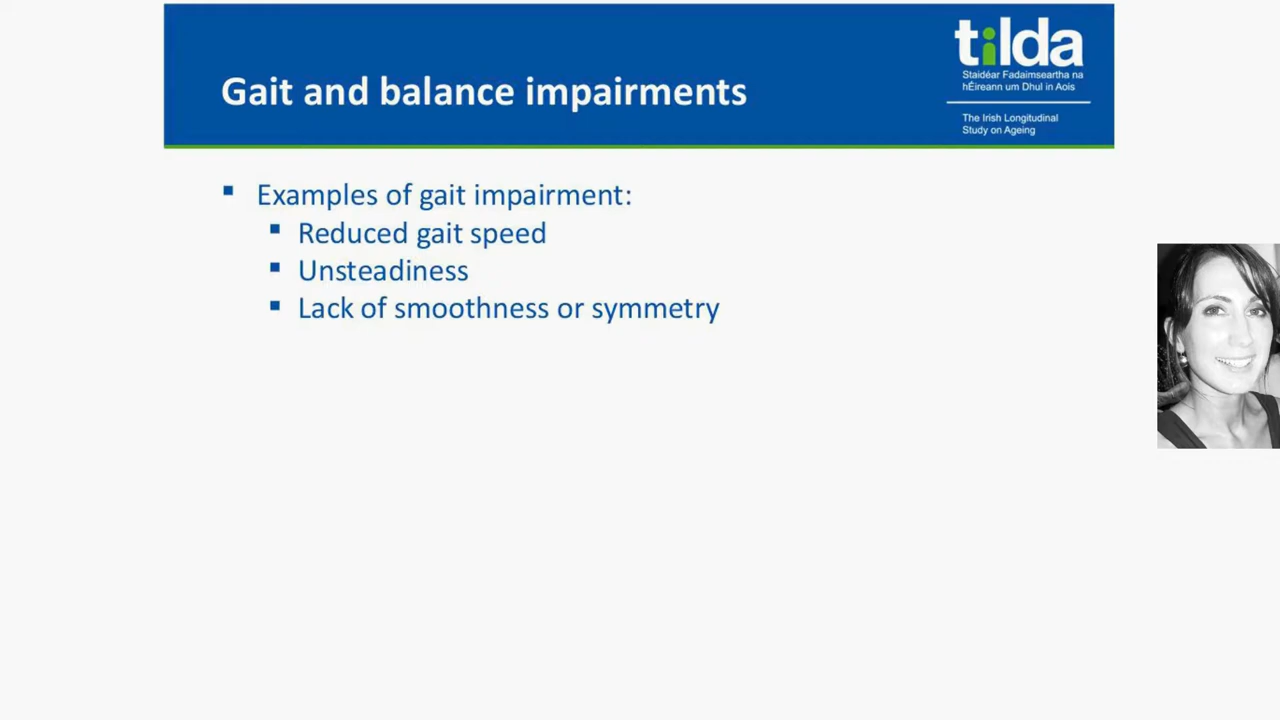 Gait and balance impairments
tilda
Staidéar Fadaimseartha na
hÉireann um Dhul in Aois
The Irish Longitudinal
Study on Ageing
▪ Examples of gait impairment:
▪ Reduced gait speed
▪ Unsteadiness
▪ Lack of smoothness or symmetry